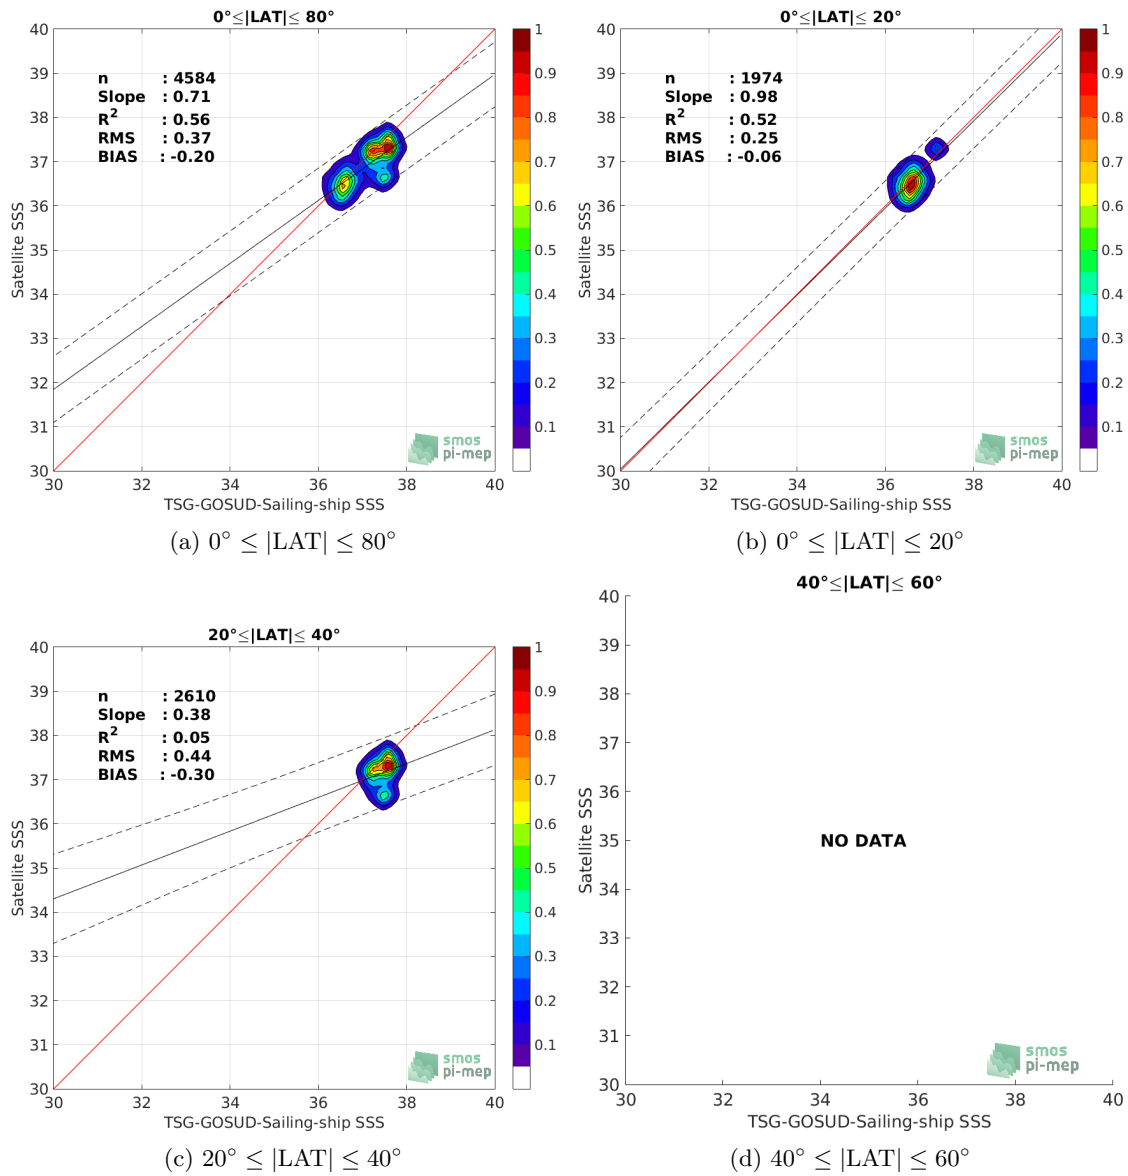 0°≤|LAT|≤ 80°
40
39
38
37
36
35
34
33
32
31
30
Satellite SSS
n : 4584
Slope : 0.71
R2 : 0.56
RMS : 0.37
BIAS : -0.20
1
0.9
0.8
0.7
0.6
0.5
0.4
0.3
0.2
0.1
smos
pi-mep
30 32 34 36 38 40
TSG-GOSUD-Sailing-ship SSS
(a) 0° ≤ |LAT| ≤ 80°
0°≤|LAT|≤ 20°
40
39
38
37
36
35
34
33
32
31
30
Satellite SSS
n : 1974
Slope : 0.98
R2 : 0.52
RMS : 0.25
BIAS : -0.06
1
0.9
0.8
0.7
0.6
0.5
0.4
0.3
0.2
0.1
smos
pi-mep
30 32 34 36 38 40
TSG-GOSUD-Sailing-ship SSS
(b) 0° ≤ |LAT| ≤ 20°
20°≤|LAT|≤ 40°
40
39
38
37
36
35
34
33
32
31
30
Satellite SSS
n : 2610
Slope : 0.38
R2 : 0.05
RMS : 0.44
BIAS : -0.30
1
0.9
0.8
0.7
0.6
0.5
0.4
0.3
0.2
0.1
smos
pi-mep
30 32 34 36 38 40
TSG-GOSUD-Sailing-ship SSS
(c) 20° ≤ |LAT| ≤ 40°
40°≤|LAT|≤ 60°
40
39
38
37
36
35
34
33
32
31
30
Satellite SSS
NO DATA
smos
pi-mep
30 32 34 36 38 40
TSG-GOSUD-Sailing-ship SSS
(d) 40° ≤ |LAT| ≤ 60°